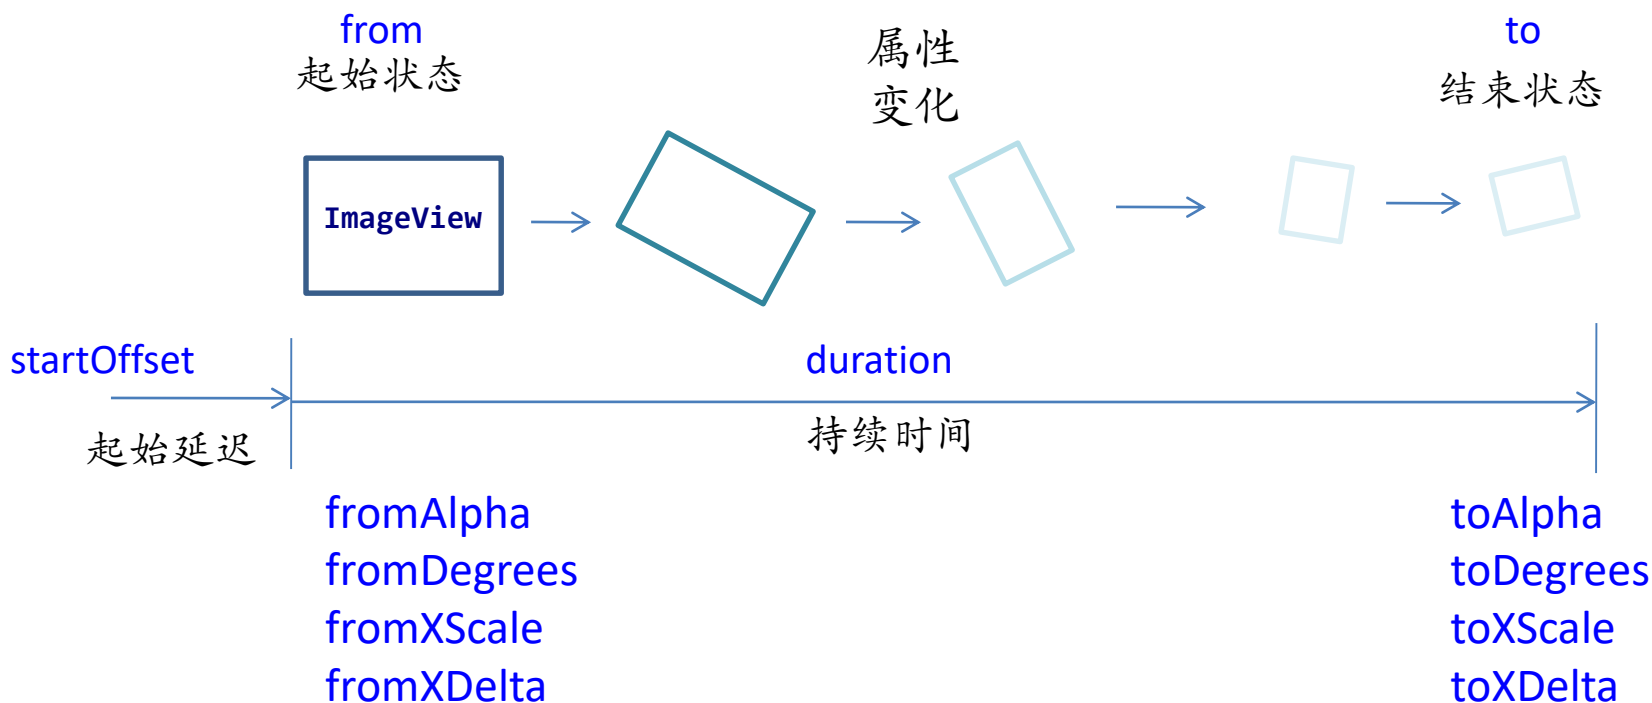 from
起始状态
属性
变化
to
结束状态
ImageView
startOffset
duration
起始延迟
持续时间
fromAlpha
toAlpha
fromDegrees
toDegrees
fromXScale
toXScale
fromXDelta
toXDelta